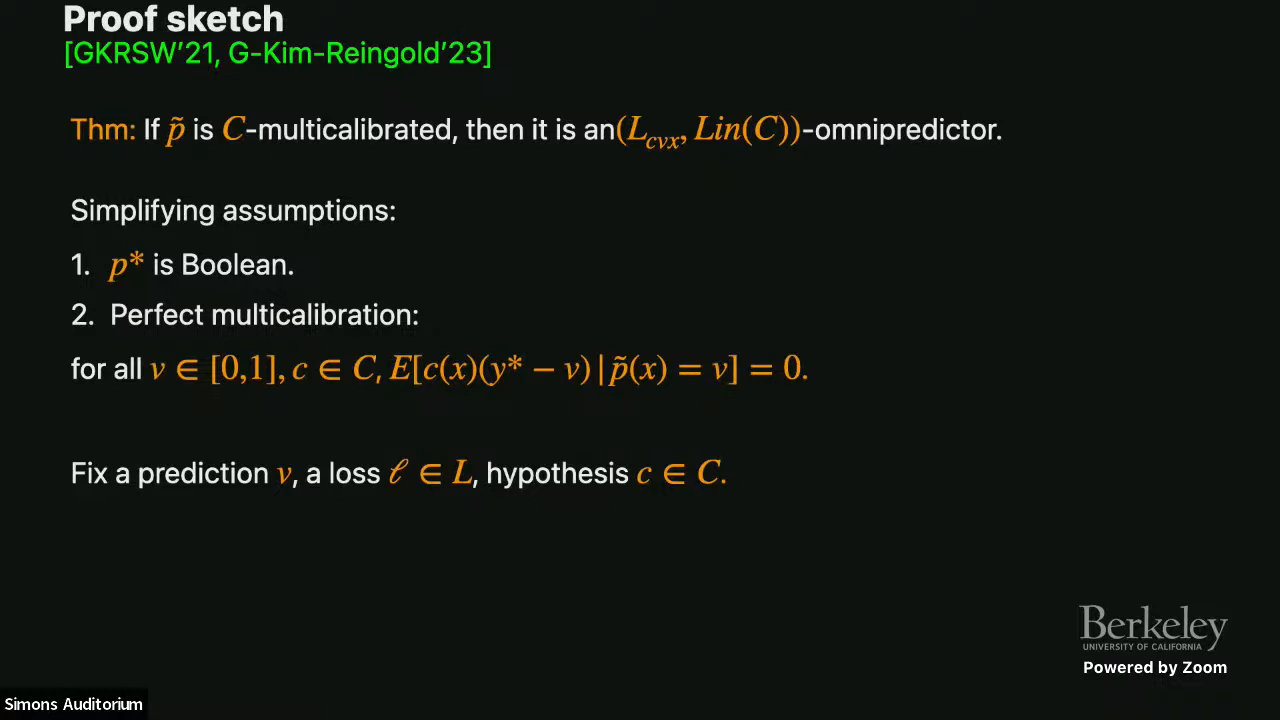 Proof sketch
[GKRSW’21, G-Kim-Reingold’23]
Thm: If p̃ is C-multicalibrated, then it is an(L_cvx, Lin(C))-omnipredictor.
Simplifying assumptions:
1. p* is Boolean.
2. Perfect multicalibration:
for all v ∈ [0,1], c ∈ C, E[c(x)(y* − v) | p̃(x) = v] = 0.
Fix a prediction v, a loss ℓ ∈ L, hypothesis c ∈ C.
Berkeley
UNIVERSITY OF CALIFORNIA
Powered by Zoom
Simons Auditorium